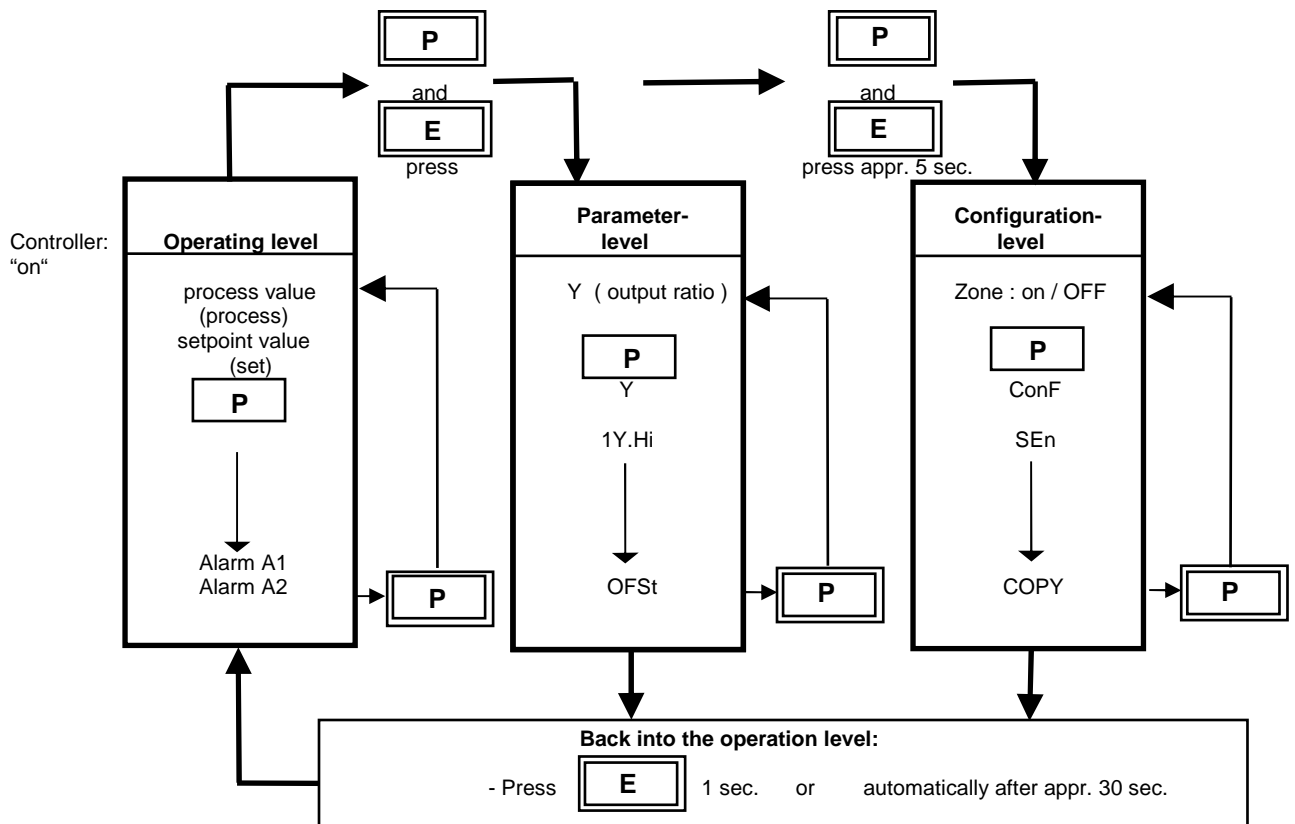 P
and
E
press
P
and
E
press appr. 5 sec.
Controller:
“on“
Operating level
process value
(process)
setpoint value
(set)
P
Alarm A1
Alarm A2
P
Parameter-
level
Y ( output ratio )
P
Y
1Y.Hi
OFSt
P
Configuration-
level
Zone : on / OFF
P
ConF
SEn
COPY
P
Back into the operation level:
- Press E 1 sec. or automatically after appr. 30 sec.